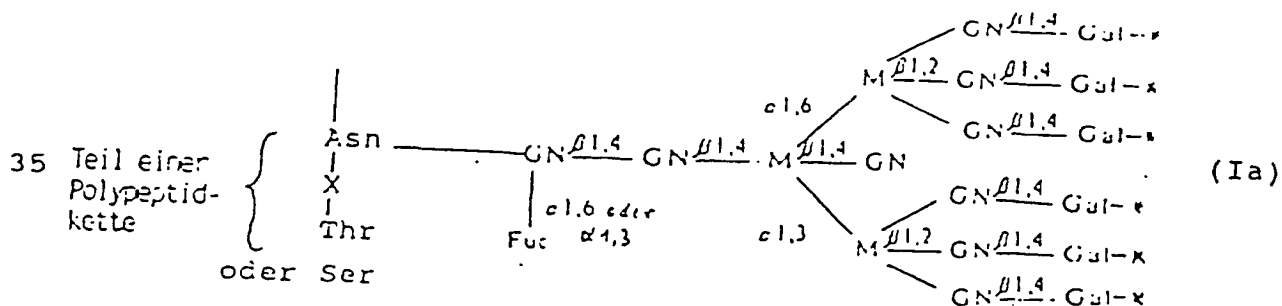 GN β1,4 Gal-x
M β1,2 GN β1,4 Gal-x
GN β1,4 Gal-x
α1,6
35 Teil einer Polypeptid-kette
Asn GN β1,4 GN β1,4 M β1,4 GN (Ia)
X
Thr
oder Ser
Fuc α1,6 oder
α1,3
α1,3
GN β1,4 Gal-x
M β1,2 GN β1,4 Gal-x
GN β1,4 Gal-x